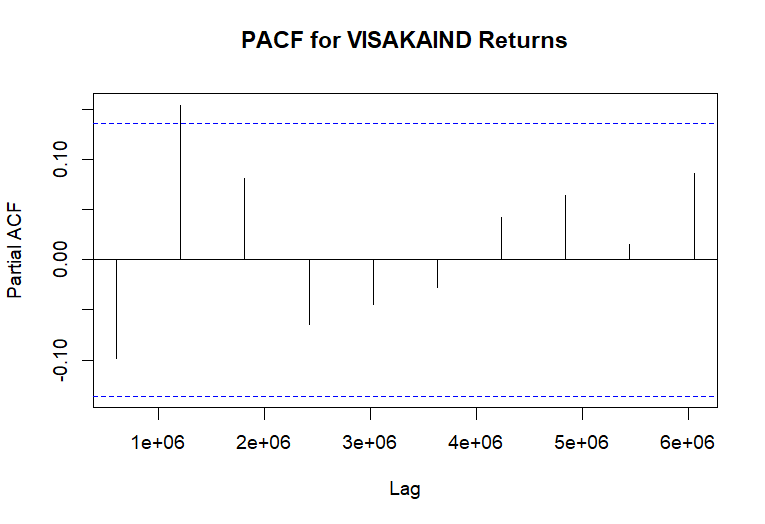 PACF for VISAKAIND Returns
Partial ACF
0.10
0.00
-0.10
1e+06 2e+06 3e+06 4e+06 5e+06 6e+06
Lag